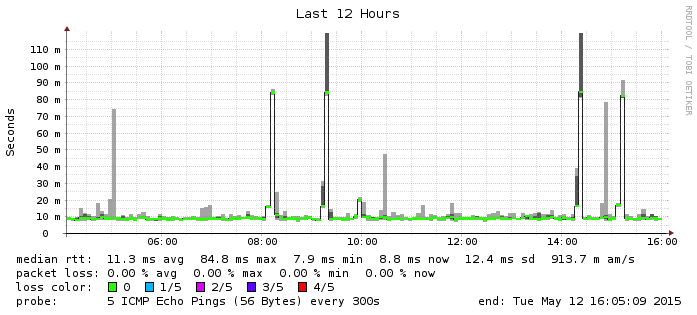 Last 12 Hours
RRDTOOL / TOBI OETIKER
Seconds
110 m
100 m
90 m
80 m
70 m
60 m
50 m
40 m
30 m
20 m
10 m
0
06:00 08:00 10:00 12:00 14:00 16:00
median rtt: 11.3 ms avg 84.8 ms max 7.9 ms min 8.8 ms now 12.4 ms sd 913.7 m am/s
packet loss: 0.00 % avg 0.00 % max 0.00 % min 0.00 % now
loss color: 0 1/5 2/5 3/5 4/5
probe: 5 ICMP Echo Pings (56 Bytes) every 300s end: Tue May 12 16:05:09 2015